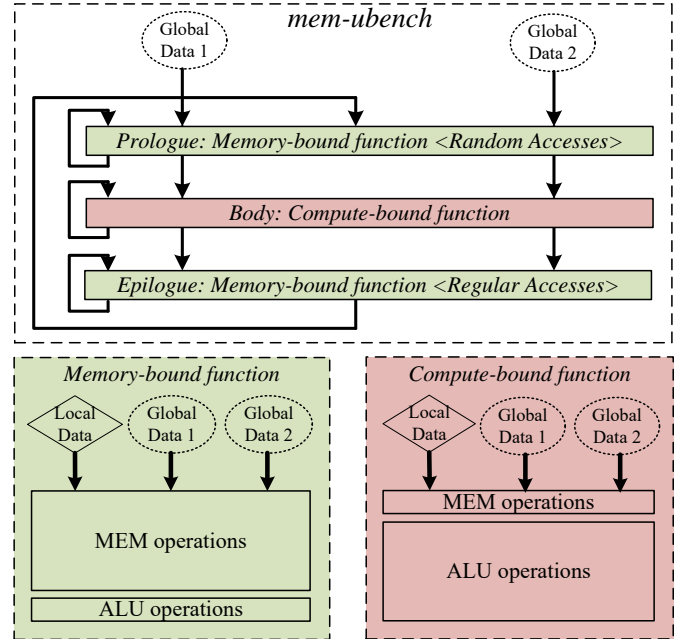 mem-ubench
Global
Data 1
Global
Data 2
Prologue: Memory-bound function <Random Accesses>
Body: Compute-bound function
Epilogue: Memory-bound function <Regular Accesses>
Memory-bound function
Local
Data
Global
Data 1
Global
Data 2
MEM operations
ALU operations
Compute-bound function
Local
Data
Global
Data 1
Global
Data 2
MEM operations
ALU operations